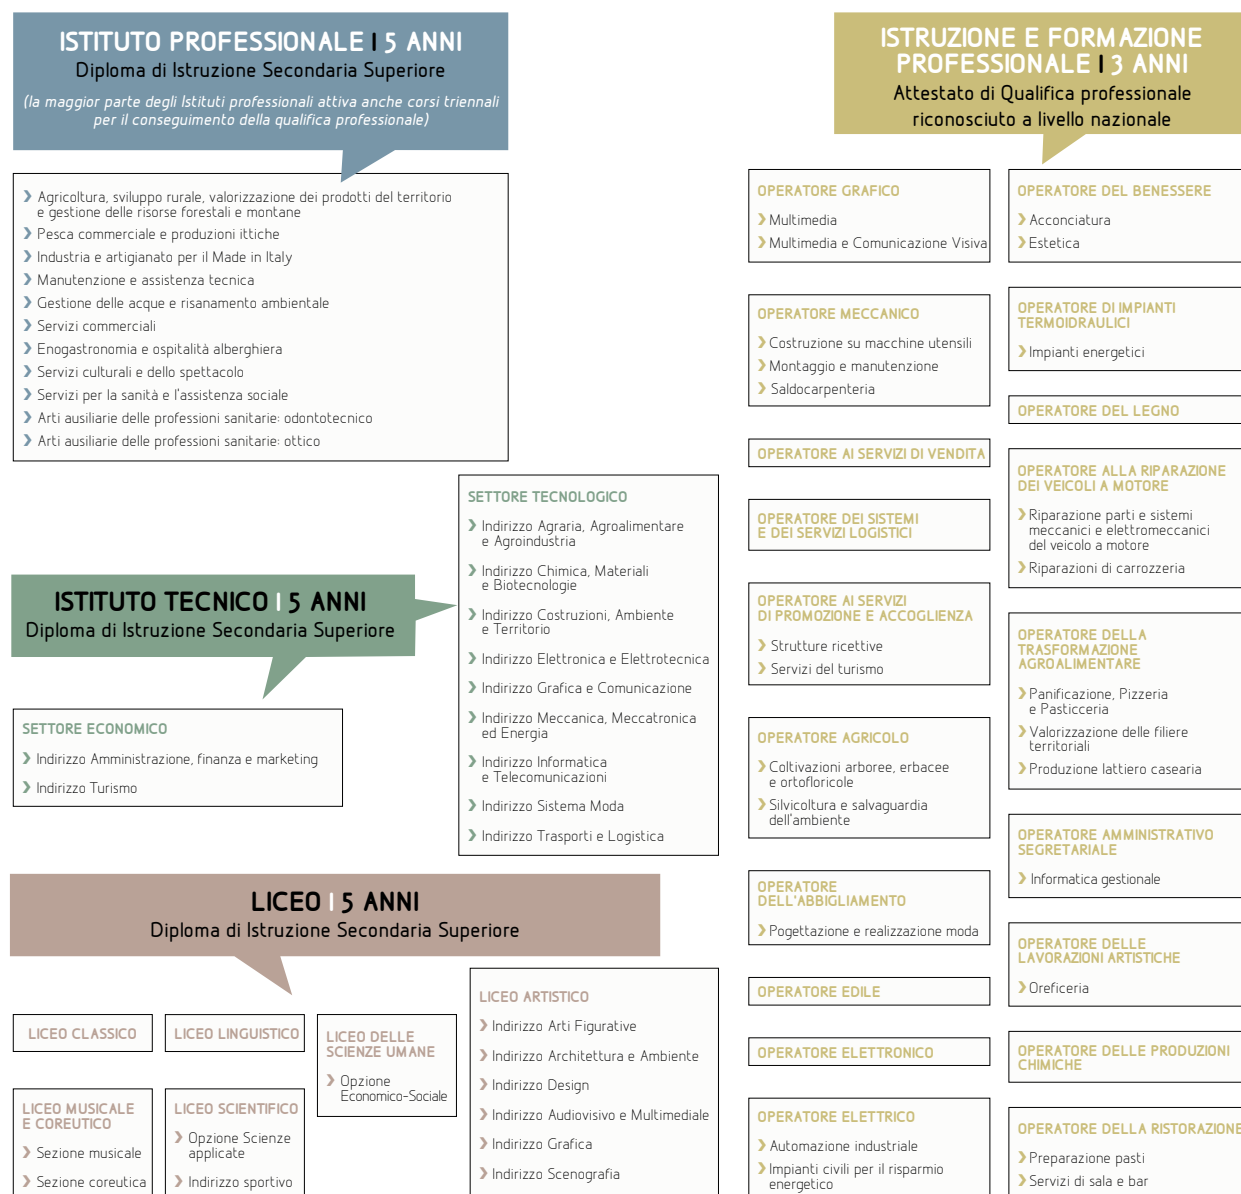 ISTITUTO PROFESSIONALE I 5 ANNI
Diploma di Istruzione Secondaria Superiore
(la maggior parte degli Istituti professionali attiva anche corsi triennali
per il conseguimento della qualifica professionale)
Agricoltura, sviluppo rurale, valorizzazione dei prodotti del territorio
e gestione delle risorse forestali e montane
Pesca commerciale e produzioni ittiche
Industria e artigianato per il Made in Italy
Manutenzione e assistenza tecnica
Gestione delle acque e risanamento ambientale
Servizi commerciali
Enogastronomia e ospitalità alberghiera
Servizi culturali e dello spettacolo
Servizi per la sanità e l'assistenza sociale
Arti ausiliarie delle professioni sanitarie: odontotecnico
Arti ausiliarie delle professioni sanitarie: ottico
ISTITUTO TECNICO I 5 ANNI
Diploma di Istruzione Secondaria Superiore
SETTORE ECONOMICO
Indirizzo Amministrazione, finanza e marketing
Indirizzo Turismo
SETTORE TECNOLOGICO
Indirizzo Agraria, Agroalimentare
e Agroindustria
Indirizzo Chimica, Materiali
e Biotecnologie
Indirizzo Costruzioni, Ambiente
e Territorio
Indirizzo Elettronica e Elettrotecnica
Indirizzo Grafica e Comunicazione
Indirizzo Meccanica, Meccatronica
ed Energia
Indirizzo Informatica
e Telecomunicazioni
Indirizzo Sistema Moda
Indirizzo Trasporti e Logistica
LICEO I 5 ANNI
Diploma di Istruzione Secondaria Superiore
LICEO CLASSICO
LICEO LINGUISTICO
LICEO DELLE
SCIENZE UMANE
Opzione
Economico-Sociale
LICEO MUSICALE
E COREUTICO
Sezione musicale
Sezione coreutica
LICEO SCIENTIFICO
Opzione Scienze
applicate
Indirizzo sportivo
LICEO ARTISTICO
Indirizzo Arti Figurative
Indirizzo Architettura e Ambiente
Indirizzo Design
Indirizzo Audiovisivo e Multimediale
Indirizzo Grafica
Indirizzo Scenografia
ISTRUZIONE E FORMAZIONE
PROFESSIONALE I 3 ANNI
Attestato di Qualifica professionale
riconosciuto a livello nazionale
OPERATORE GRAFICO
Multimedia
Multimedia e Comunicazione Visiva
OPERATORE MECCANICO
Costruzione su macchine utensili
Montaggio e manutenzione
Saldocarpenteria
OPERATORE AI SERVIZI DI VENDITA
OPERATORE DEI SISTEMI
E DEI SERVIZI LOGISTICI
OPERATORE AI SERVIZI
DI PROMOZIONE E ACCOGLIENZA
Strutture ricettive
Servizi del turismo
OPERATORE AGRICOLO
Coltivazioni arboree, erbacee
e ortofloricole
Silvicoltura e salvaguardia
dell'ambiente
OPERATORE
DELL'ABBIGLIAMENTO
Pogettazione e realizzazione moda
OPERATORE EDILE
OPERATORE ELETTRONICO
OPERATORE ELETTRICO
Automazione industriale
Impianti civili per il risparmio
energetico
OPERATORE DEL BENESSERE
Acconciatura
Estetica
OPERATORE DI IMPIANTI
TERMOIDRAULICI
Impianti energetici
OPERATORE DEL LEGNO
OPERATORE ALLA RIPARAZIONE
DEI VEICOLI A MOTORE
Riparazione parti e sistemi
meccanici e elettromeccanici
del veicolo a motore
Riparazioni di carrozzeria
OPERATORE DELLA
TRASFORMAZIONE
AGROALIMENTARE
Panificazione, Pizzeria
e Pasticceria
Valorizzazione delle filiere
territoriali
Produzione lattiero casearia
OPERATORE AMMINISTRATIVO
SEGRETARIALE
Informatica gestionale
OPERATORE DELLE
LAVORAZIONI ARTISTICHE
Oreficeria
OPERATORE DELLE PRODUZIONI
CHIMICHE
OPERATORE DELLA RISTORAZIONE
Preparazione pasti
Servizi di sala e bar